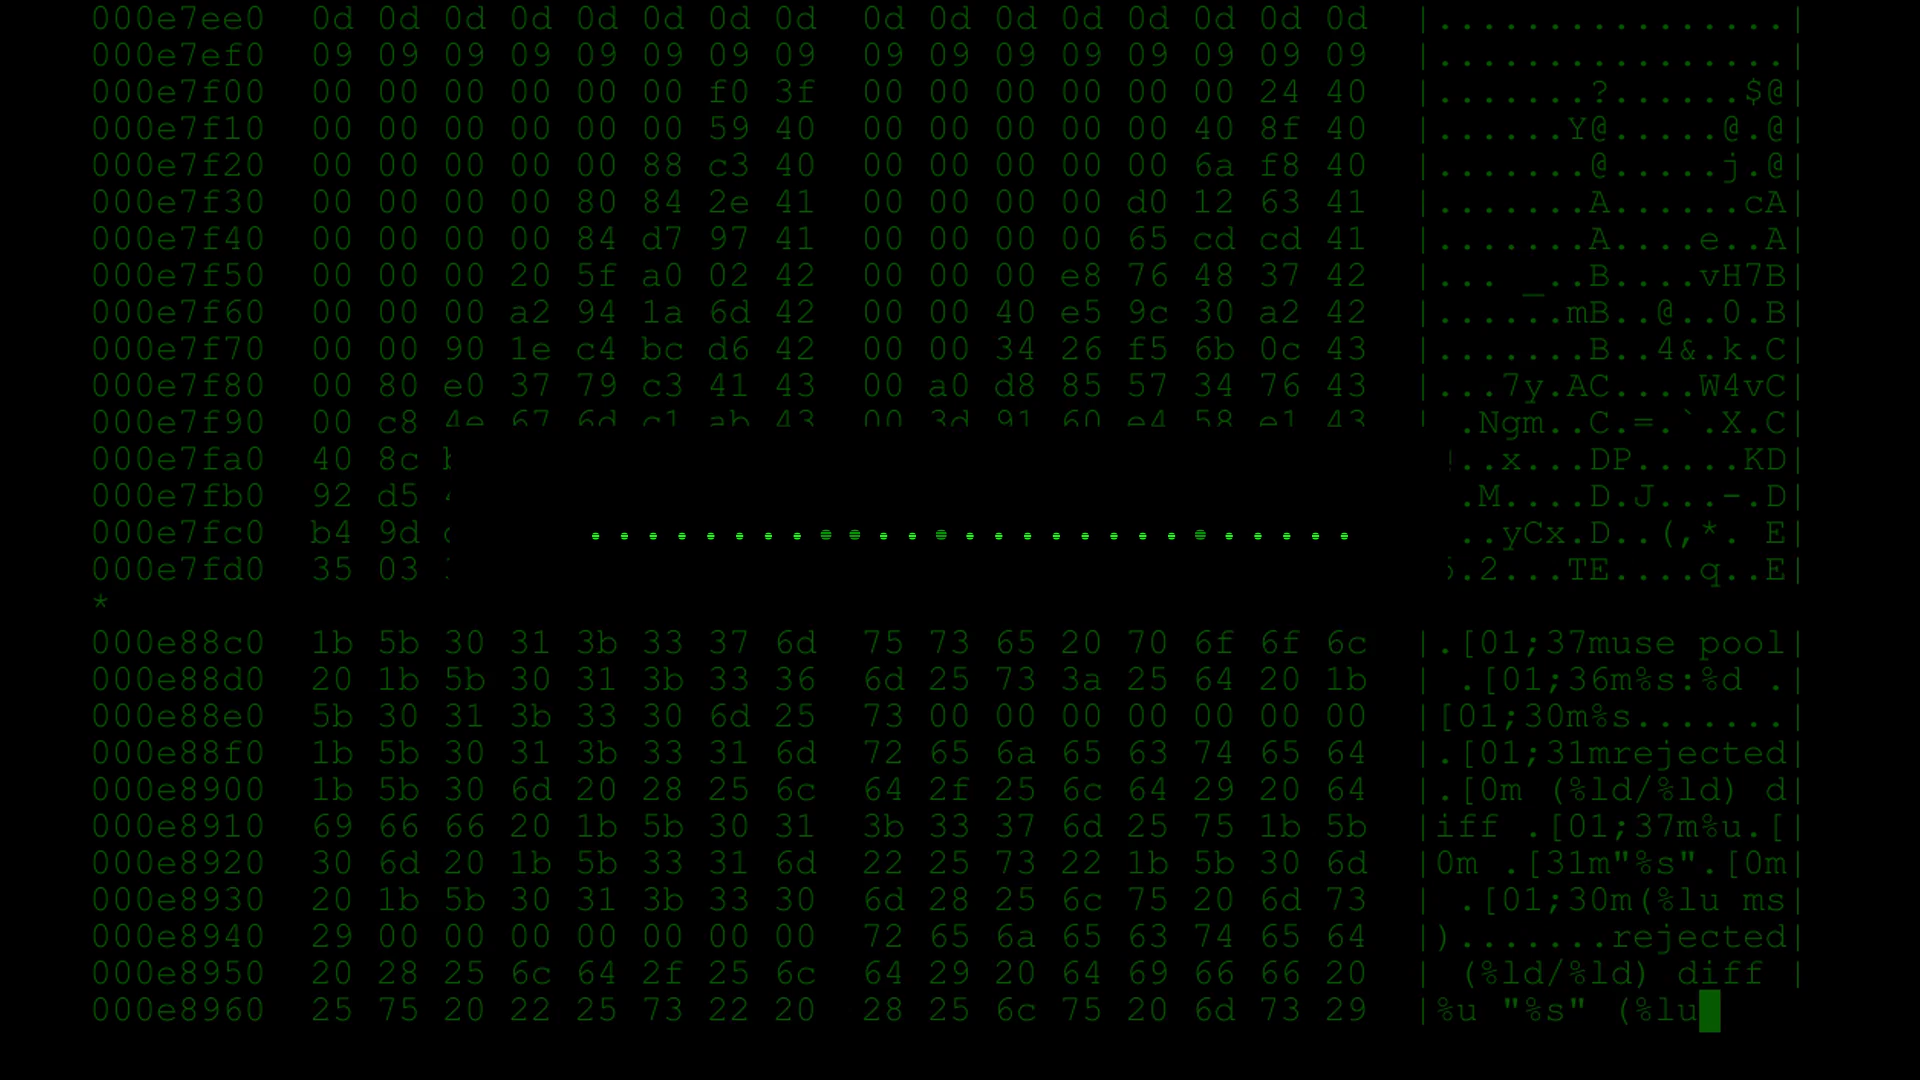 000e7ee0 0d 0d 0d 0d 0d 0d 0d 0d 0d 0d 0d 0d 0d 0d 0d 0d |................|
000e7ef0 09 09 09 09 09 09 09 09 09 09 09 09 09 09 09 09 |................|
000e7f00 00 00 00 00 00 00 f0 3f 00 00 00 00 00 00 24 40 |.......?......$@|
000e7f10 00 00 00 00 00 00 59 40 00 00 00 00 00 40 8f 40 |......Y@.....@.@|
000e7f20 00 00 00 00 00 88 c3 40 00 00 00 00 00 6a f8 40 |.......@.....j.@|
000e7f30 00 00 00 00 80 84 2e 41 00 00 00 00 d0 12 63 41 |.......A......cA|
000e7f40 00 00 00 00 84 d7 97 41 00 00 00 00 65 cd cd 41 |.......A....e..A|
000e7f50 00 00 00 20 5f a0 02 42 00 00 00 e8 76 48 37 42 |... _..B....vH7B|
000e7f60 00 00 00 a2 94 1a 6d 42 00 00 40 e5 9c 30 a2 42 |......mB..@..0.B|
000e7f70 00 00 90 1e c4 bc d6 42 00 00 34 26 f5 6b 0c 43 |.......B..4&.k.C|
000e7f80 00 80 e0 37 79 c3 41 43 00 a0 d8 85 57 34 76 43 |...7y.AC....W4vC|
000e7f90 00 c8 4e 67 6d c1 ab 43 00 3d 91 60 e4 58 e1 43 | .Ngm..C.=.`.X.C|
000e7fa0 40 8c ..x...DP.....KD|
000e7fb0 92 d5 .M....D.J...-.D|
000e7fc0 b4 9d ..yCx.D..(,*. E|
000e7fd0 35 03 .2...TE....q..E|
*
000e88c0 1b 5b 30 31 3b 33 37 6d 75 73 65 20 70 6f 6f 6c |.[01;37muse pool|
000e88d0 20 1b 5b 30 31 3b 33 36 6d 25 73 3a 25 64 20 1b | .[01;36m%s:%d .|
000e88e0 5b 30 31 3b 33 30 6d 25 73 00 00 00 00 00 00 00 |[01;30m%s.......|
000e88f0 1b 5b 30 31 3b 33 31 6d 72 65 6a 65 63 74 65 64 |.[01;31mrejected|
000e8900 1b 5b 30 6d 20 28 25 6c 64 2f 25 6c 64 29 20 64 |.[0m (%ld/%ld) d|
000e8910 69 66 66 20 1b 5b 30 31 3b 33 37 6d 25 75 1b 5b |iff .[01;37m%u.[|
000e8920 30 6d 20 1b 5b 33 31 6d 22 25 73 22 1b 5b 30 6d |0m .[31m"%s".[0m|
000e8930 20 1b 5b 30 31 3b 33 30 6d 28 25 6c 75 20 6d 73 | .[01;30m(%lu ms|
000e8940 29 00 00 00 00 00 00 00 72 65 6a 65 63 74 65 64 |).......rejected|
000e8950 20 28 25 6c 64 2f 25 6c 64 29 20 64 69 66 66 20 | (%ld/%ld) diff |
000e8960 25 75 20 22 25 73 22 20 28 25 6c 75 20 6d 73 29 |%u "%s" (%lu